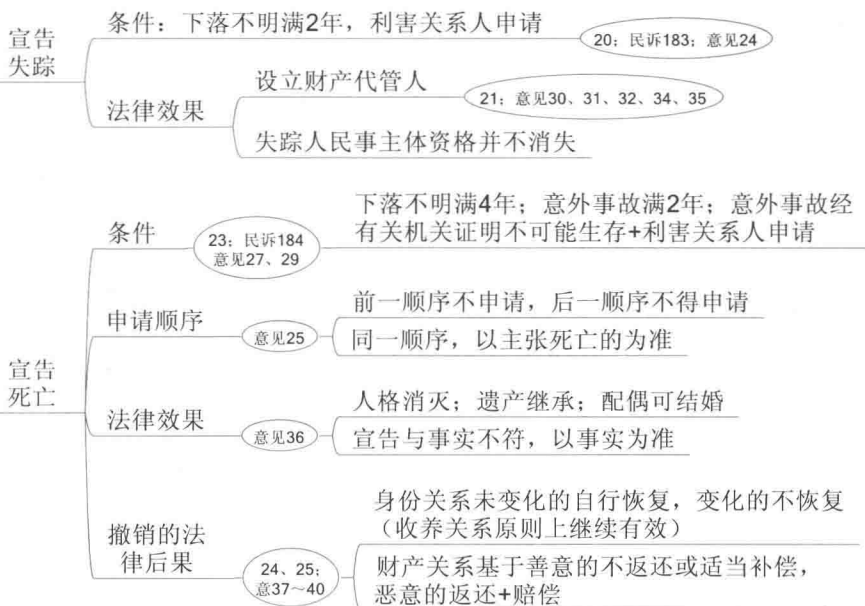 宣告
失踪
条件：下落不明满2年，利害关系人申请
20；民诉183；意见24
法律效果
设立财产代管人
21；意见30、31、32、34、35
失踪人民事主体资格并不消失
宣告
死亡
条件
23；民诉184
意见27、29
下落不明满4年；意外事故满2年；意外事故经
有关机关证明不可能生存+利害关系人申请
申请顺序
意见25
前一顺序不申请，后一顺序不得申请
同一顺序，以主张死亡的为准
法律效果
意见36
人格消灭；遗产继承；配偶可结婚
宣告与事实不符，以事实为准
撤销的法
律后果
24、25；
意37～40
身份关系未变化的自行恢复，变化的不恢复
（收养关系原则上继续有效）
财产关系基于善意的不返还或适当补偿，
恶意的返还+赔偿